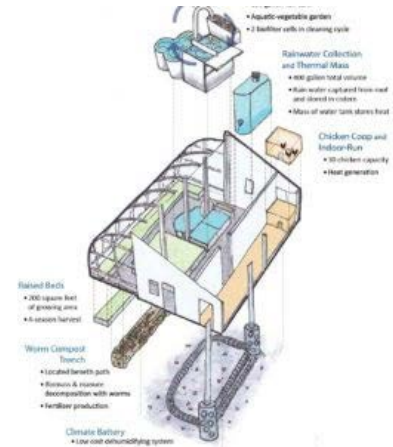 • Aquatic-vegetable garden
• 2 biofilter cells in cleaning cycle
Rainwater Collection
and Thermal Mass
• 400 gallon total volume
• Rain water captured from roof
and stored in cistern
• Mass of water tank stores heat
Chicken Coop and
Indoor-Run
• 30 chicken capacity
• Heat generation
Raised Beds
• 200 square feet
of growing area
• 4-season harvest
Worm Compost
Trench
• Located beneath path
• Biomass & manure
decomposition with worms
• Fertilizer production
Climate Battery
• Low cost dehumidifying system